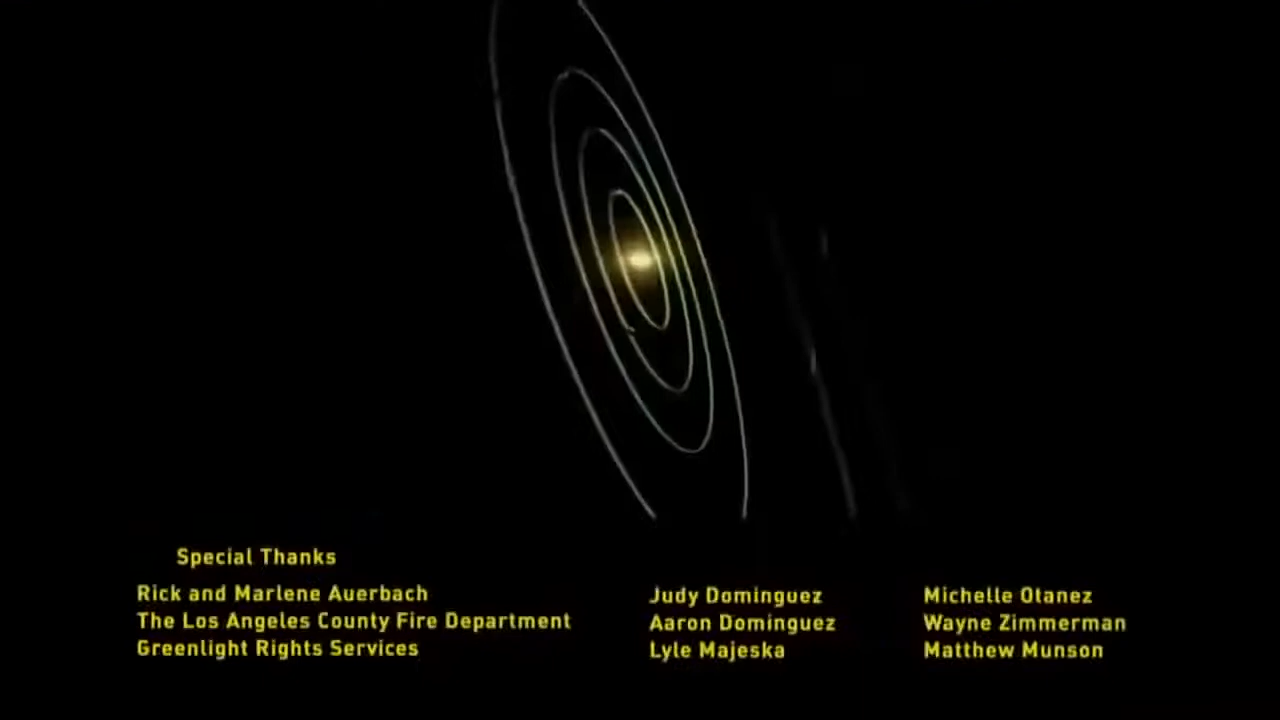 Special Thanks
Rick and Marlene Auerbach
The Los Angeles County Fire Department
Greenlight Rights Services
Judy Dominguez
Aaron Dominguez
Lyle Majeska
Michelle Otanez
Wayne Zimmerman
Matthew Munson